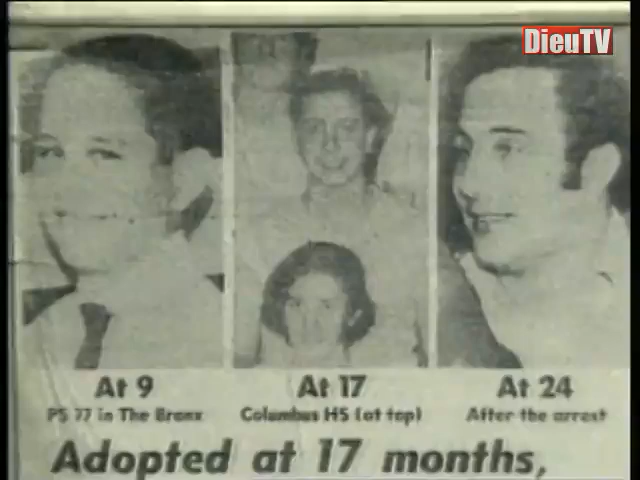 DieuTV
At 9
At 17
At 24
PS 77 in The Bronx
Columbus HS (at top)
After the arrest
Adopted at 17 months,